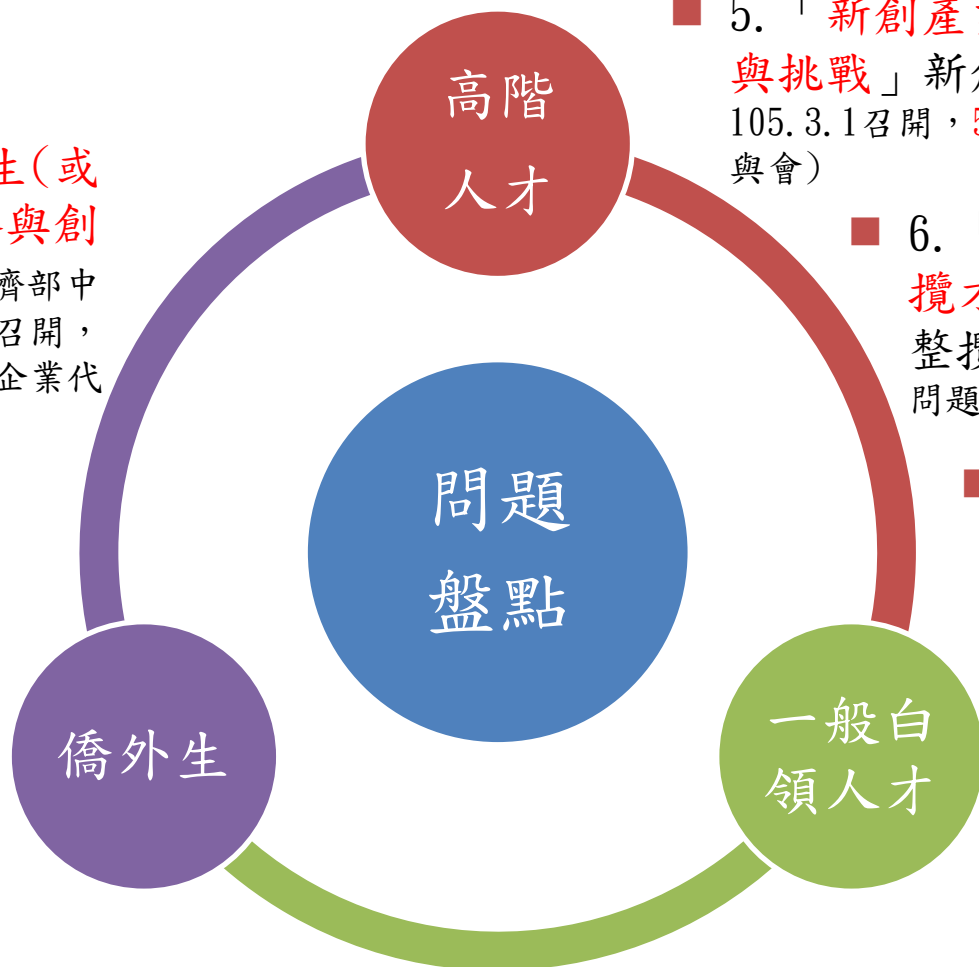 高階
人才
5.「新創產
與挑戰」新
105.3.1召開，
與會)
生(或
與創
濟部中
召開，
企業代
6.
攬
整攬
問題
問題
盤點
僑外生
一般白
領人才